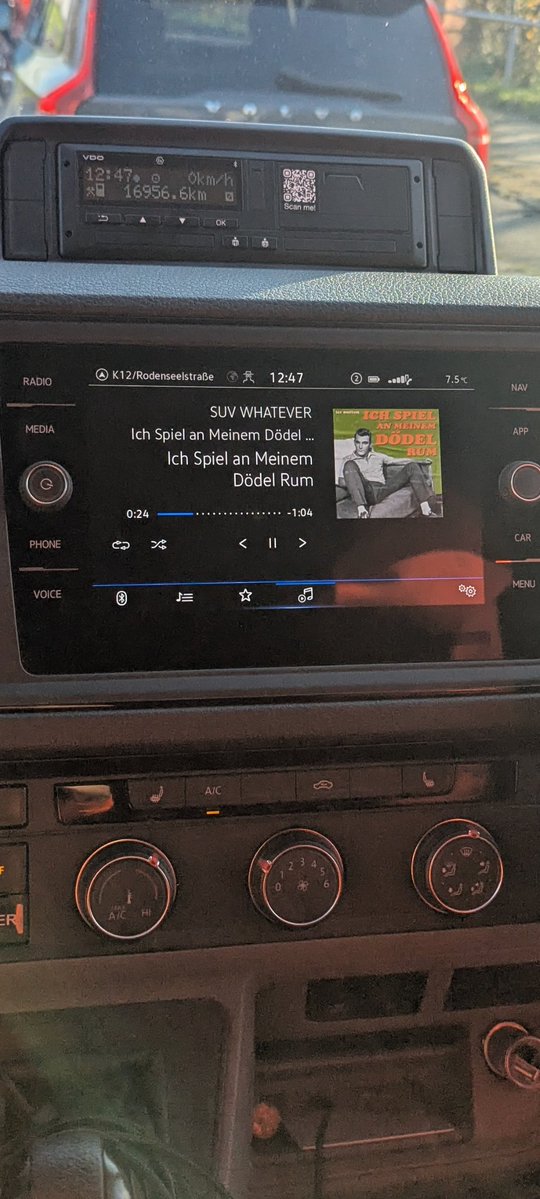 VDO
12:47 0km/h
16956.6km
OK
Scan me!
RADIO
MEDIA
PHONE
VOICE
K12/Rodenseelstraße 12:47 2 7.5°C
SUV WHATEVER
Ich Spiel an Meinem Dödel ...
Ich Spiel an Meinem
Dödel Rum
0:24 -1:04
ICH SPIEL
AN MEINEM
DÖDEL
RUM
NAV
APP
CAR
MENU
A/C
A/C HI
0 1 2 3 4 5 6
F
ER